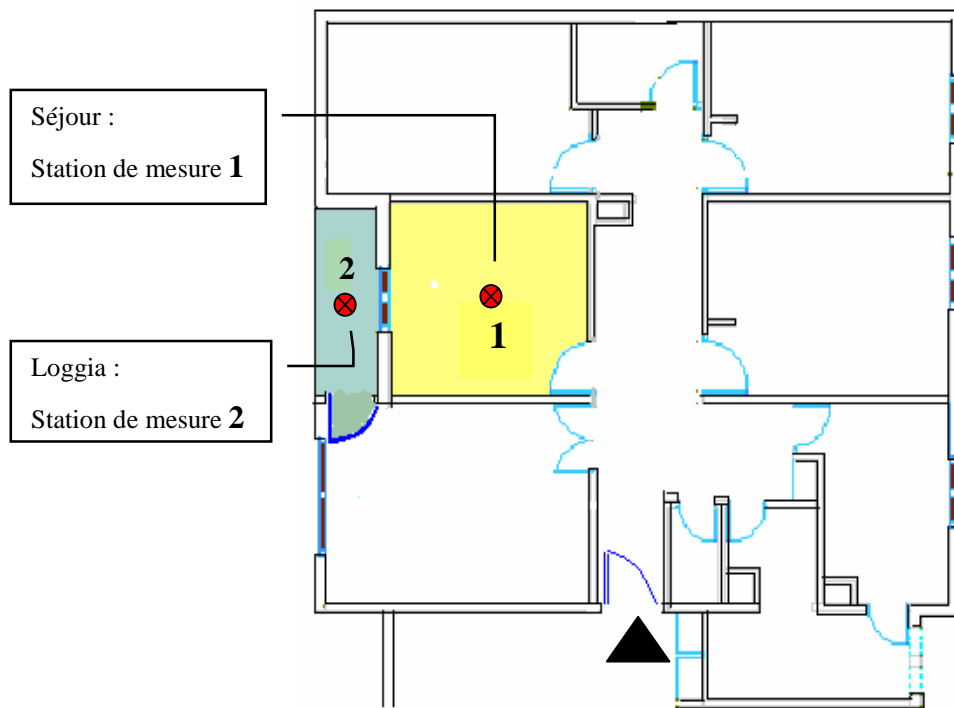 Séjour :
Station de mesure 1
2
1
Loggia :
Station de mesure 2